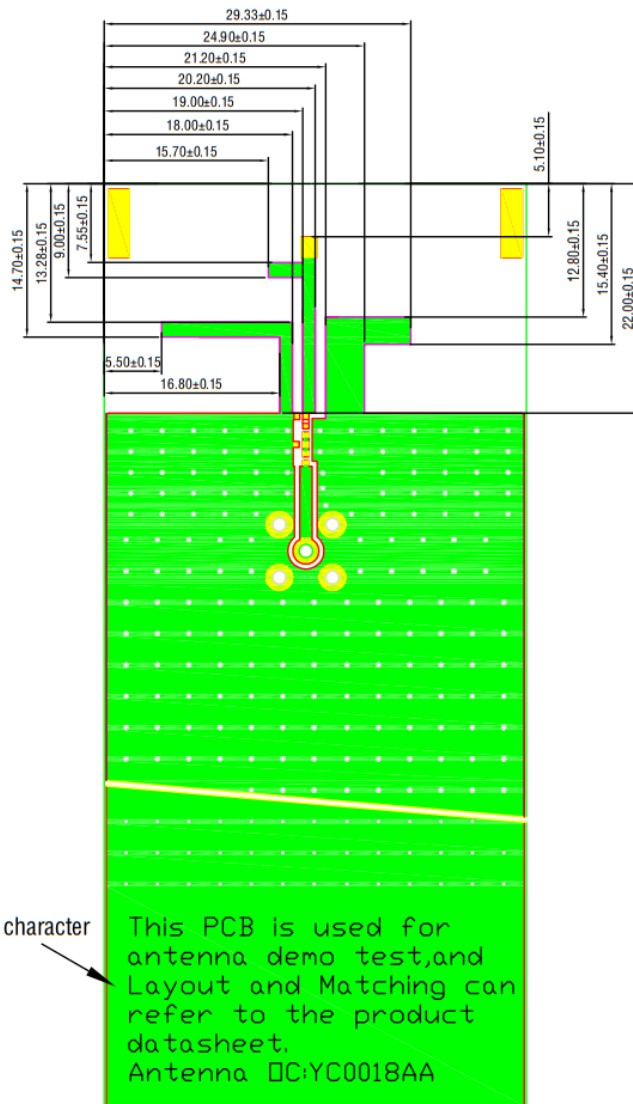 29.33±0.15
24.90±0.15
21.20±0.15
20.20±0.15
19.00±0.15
18.00±0.15
15.70±0.15
5.10±0.15
14.70±0.15
13.28±0.15
9.00±0.15
7.55±0.15
12.80±0.15
15.40±0.15
22.00±0.15
5.50±0.15
16.80±0.15
character
This PCB is used for
antenna demo test,and
Layout and Matching can
refer to the product
datasheet.
Antenna □C:YC0018AA